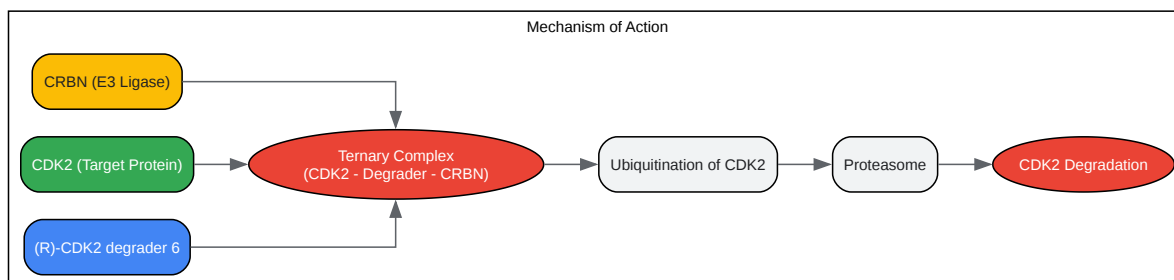 Mechanism of Action
CRBN (E3 Ligase)
CDK2 (Target Protein)
(R)-CDK2 degrader 6
Ternary Complex
(CDK2 - Degrader - CRBN)
Ubiquitination of CDK2
Proteasome
CDK2 Degradation